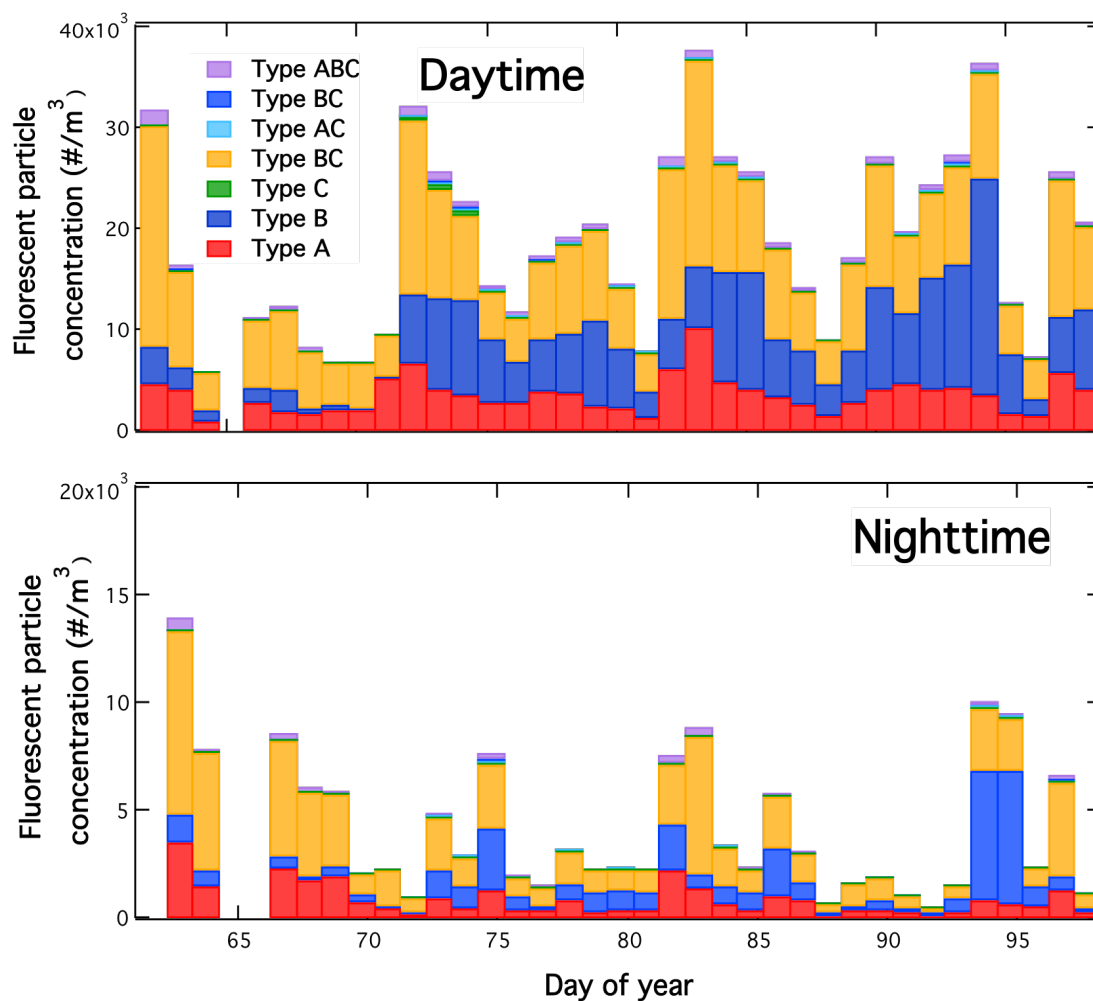 40x10³
30
20
10
0
Fluorescent particle
concentration (#/m³)
Daytime
Type ABC
Type BC
Type AC
Type BC
Type C
Type B
Type A
20x10³
15
10
5
0
Fluorescent particle
concentration (#/m³)
Nighttime
65 70 75 80 85 90 95
Day of year